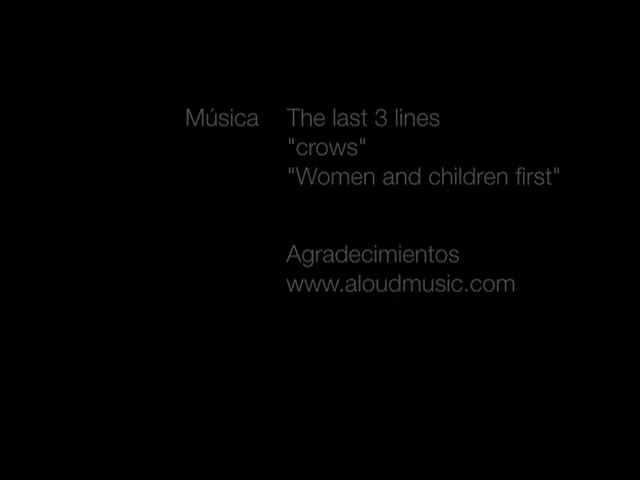 Música The last 3 lines
"crows"
"Women and children first"
Agradecimientos
www.aloudmusic.com